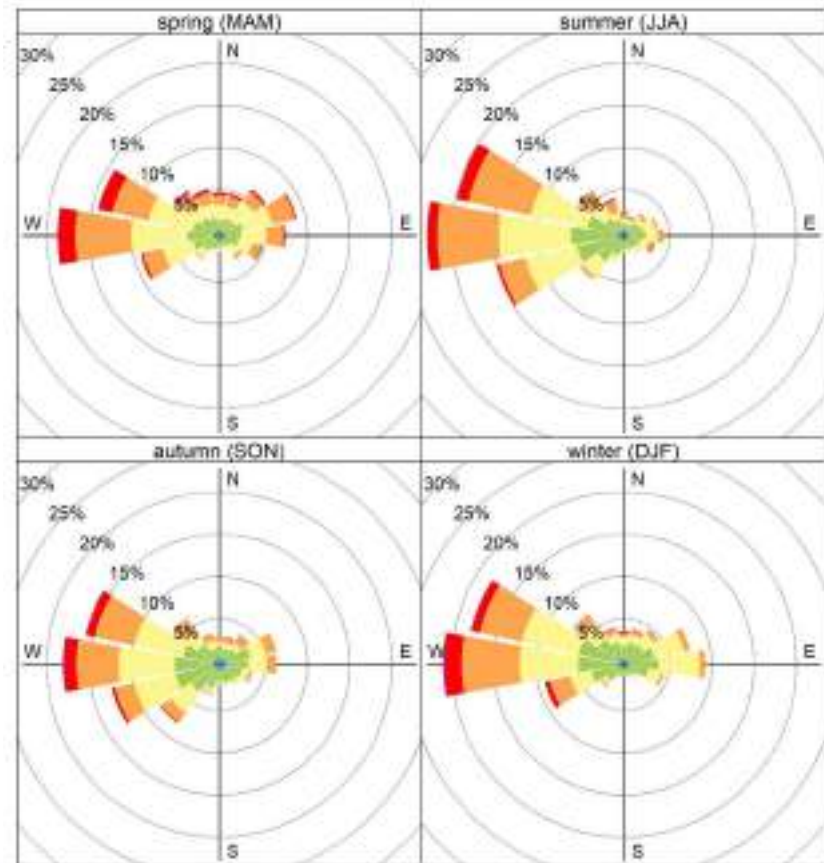 spring (MAM)
30%
25%
20%
15%
10%
5%
N
W
E
S
summer (JJA)
30%
25%
20%
15%
10%
5%
N
W
E
S
autumn (SON)
30%
25%
20%
15%
10%
5%
N
W
E
S
winter (DJF)
30%
25%
20%
15%
10%
5%
N
W
E
S